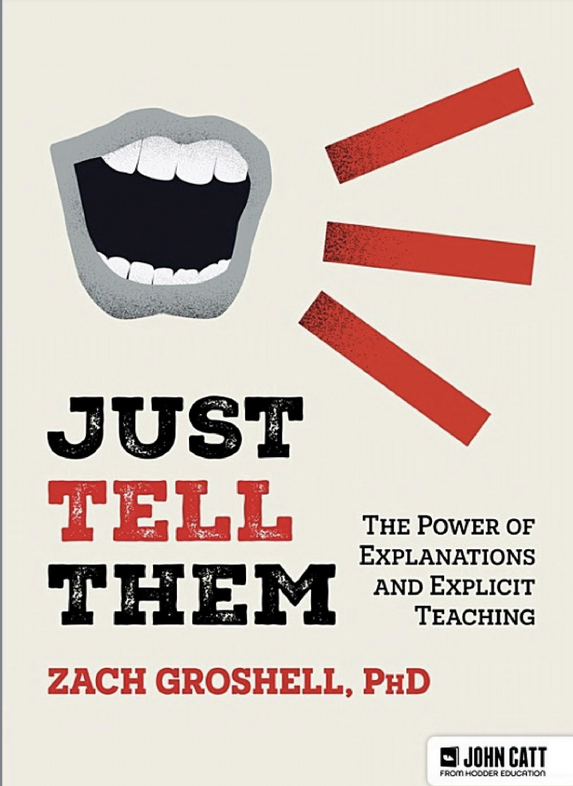 JUST
TELL
THEM
THE POWER OF
EXPLANATIONS
AND EXPLICIT
TEACHING
ZACH GROSHELL, PHD
JOHN CATT
FROM HODDER EDUCATION